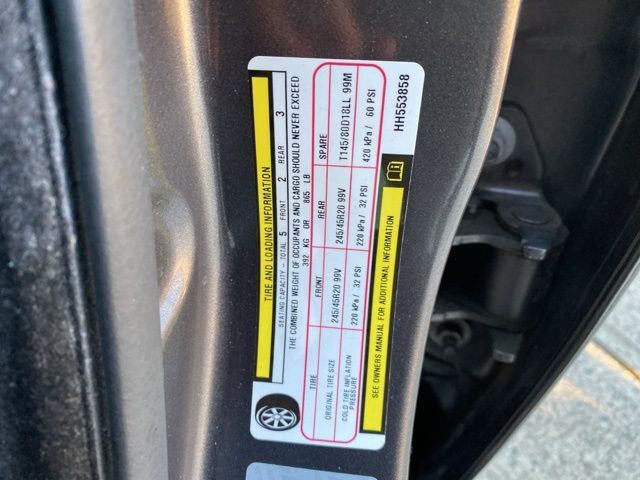 TIRE AND LOADING INFORMATION
SEATING CAPACITY - TOTAL 5 FRONT 2 REAR 3
THE COMBINED WEIGHT OF OCCUPANTS AND CARGO SHOULD NEVER EXCEED
392 KG OR 865 LB
TIRE FRONT REAR SPARE
ORIGINAL TIRE SIZE 245/45R20 99V 245/45R20 99V T145/80D18LL 99M
COLD TIRE INFLATION PRESSURE 220 kPa / 32 PSI 220 kPa / 32 PSI 420 kPa / 60 PSI
SEE OWNERS MANUAL FOR ADDITIONAL INFORMATION
HH553858